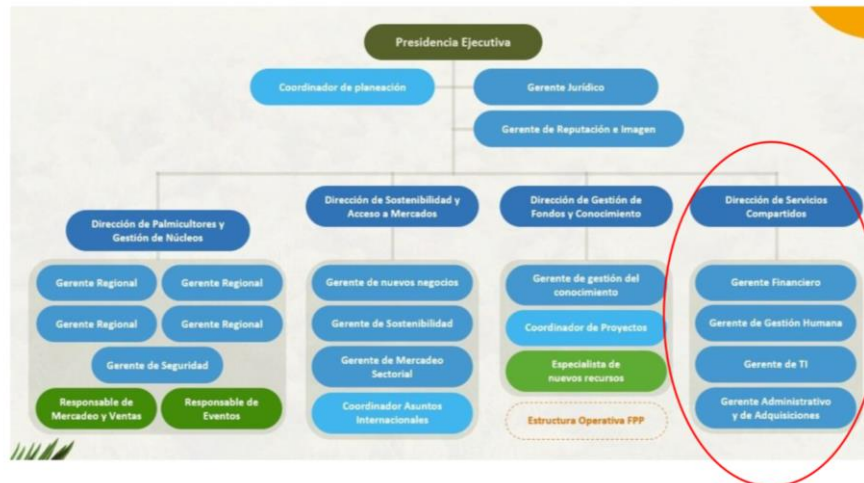 Presidencia Ejecutiva
Coordinador de planeación
Gerente Jurídico
Gerente de Reputación e Imagen
Dirección de Palmicultores y
Gestión de Núcleos
Gerente Regional
Gerente Regional
Gerente Regional
Gerente Regional
Gerente de Seguridad
Responsable de
Mercadeo y Ventas
Responsable de
Eventos
Dirección de Sostenibilidad y
Acceso a Mercados
Gerente de nuevos negocios
Gerente de Sostenibilidad
Gerente de Mercadeo
Sectorial
Coordinador Asuntos
Internacionales
Dirección de Gestión de
Fondos y Conocimiento
Gerente de gestión del
conocimiento
Coordinador de Proyectos
Especialista de
nuevos recursos
Estructura Operativa FPP
Dirección de Servicios
Compartidos
Gerente Financiero
Gerente de Gestión Humana
Gerente de TI
Gerente Administrativo
y de Adquisiciones